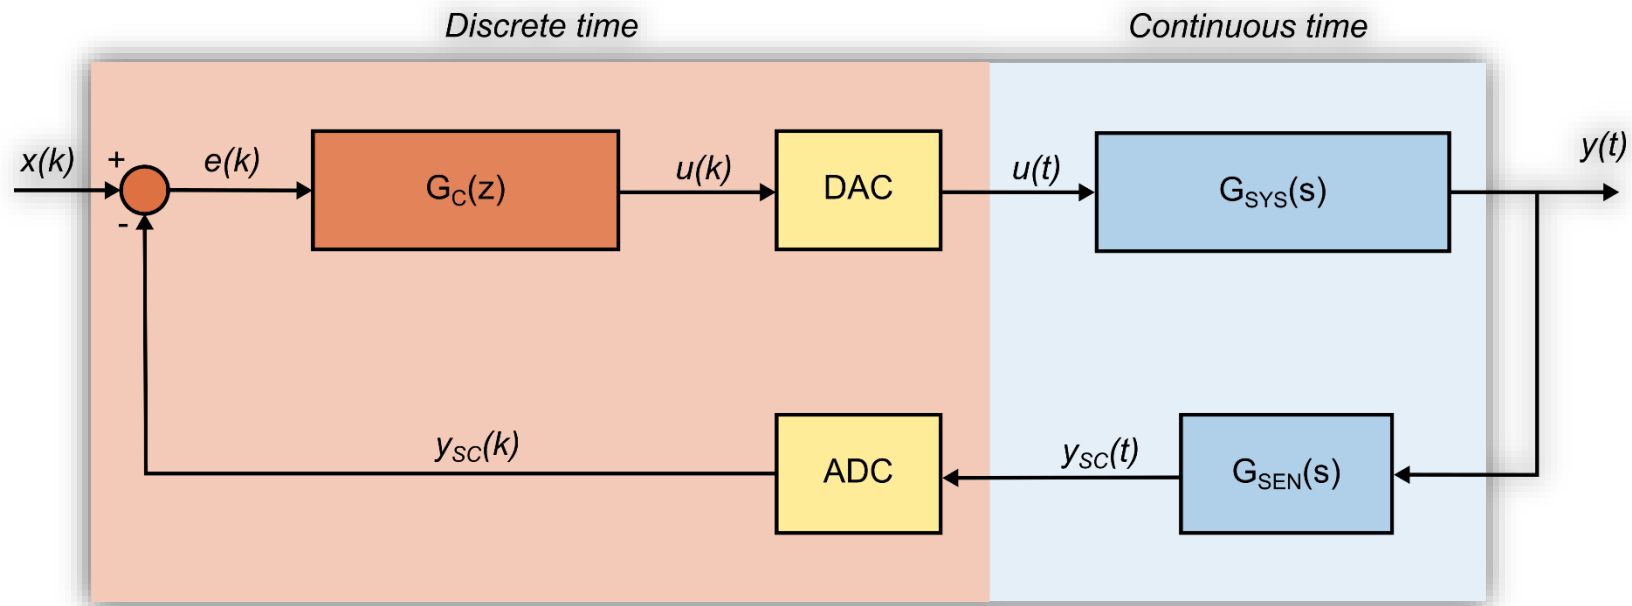 Discrete time
Continuous time
x(k)
+
-
e(k)
G_C(z)
u(k)
DAC
u(t)
G_SYS(s)
y(t)
y_SC(k)
ADC
y_SC(t)
G_SEN(s)